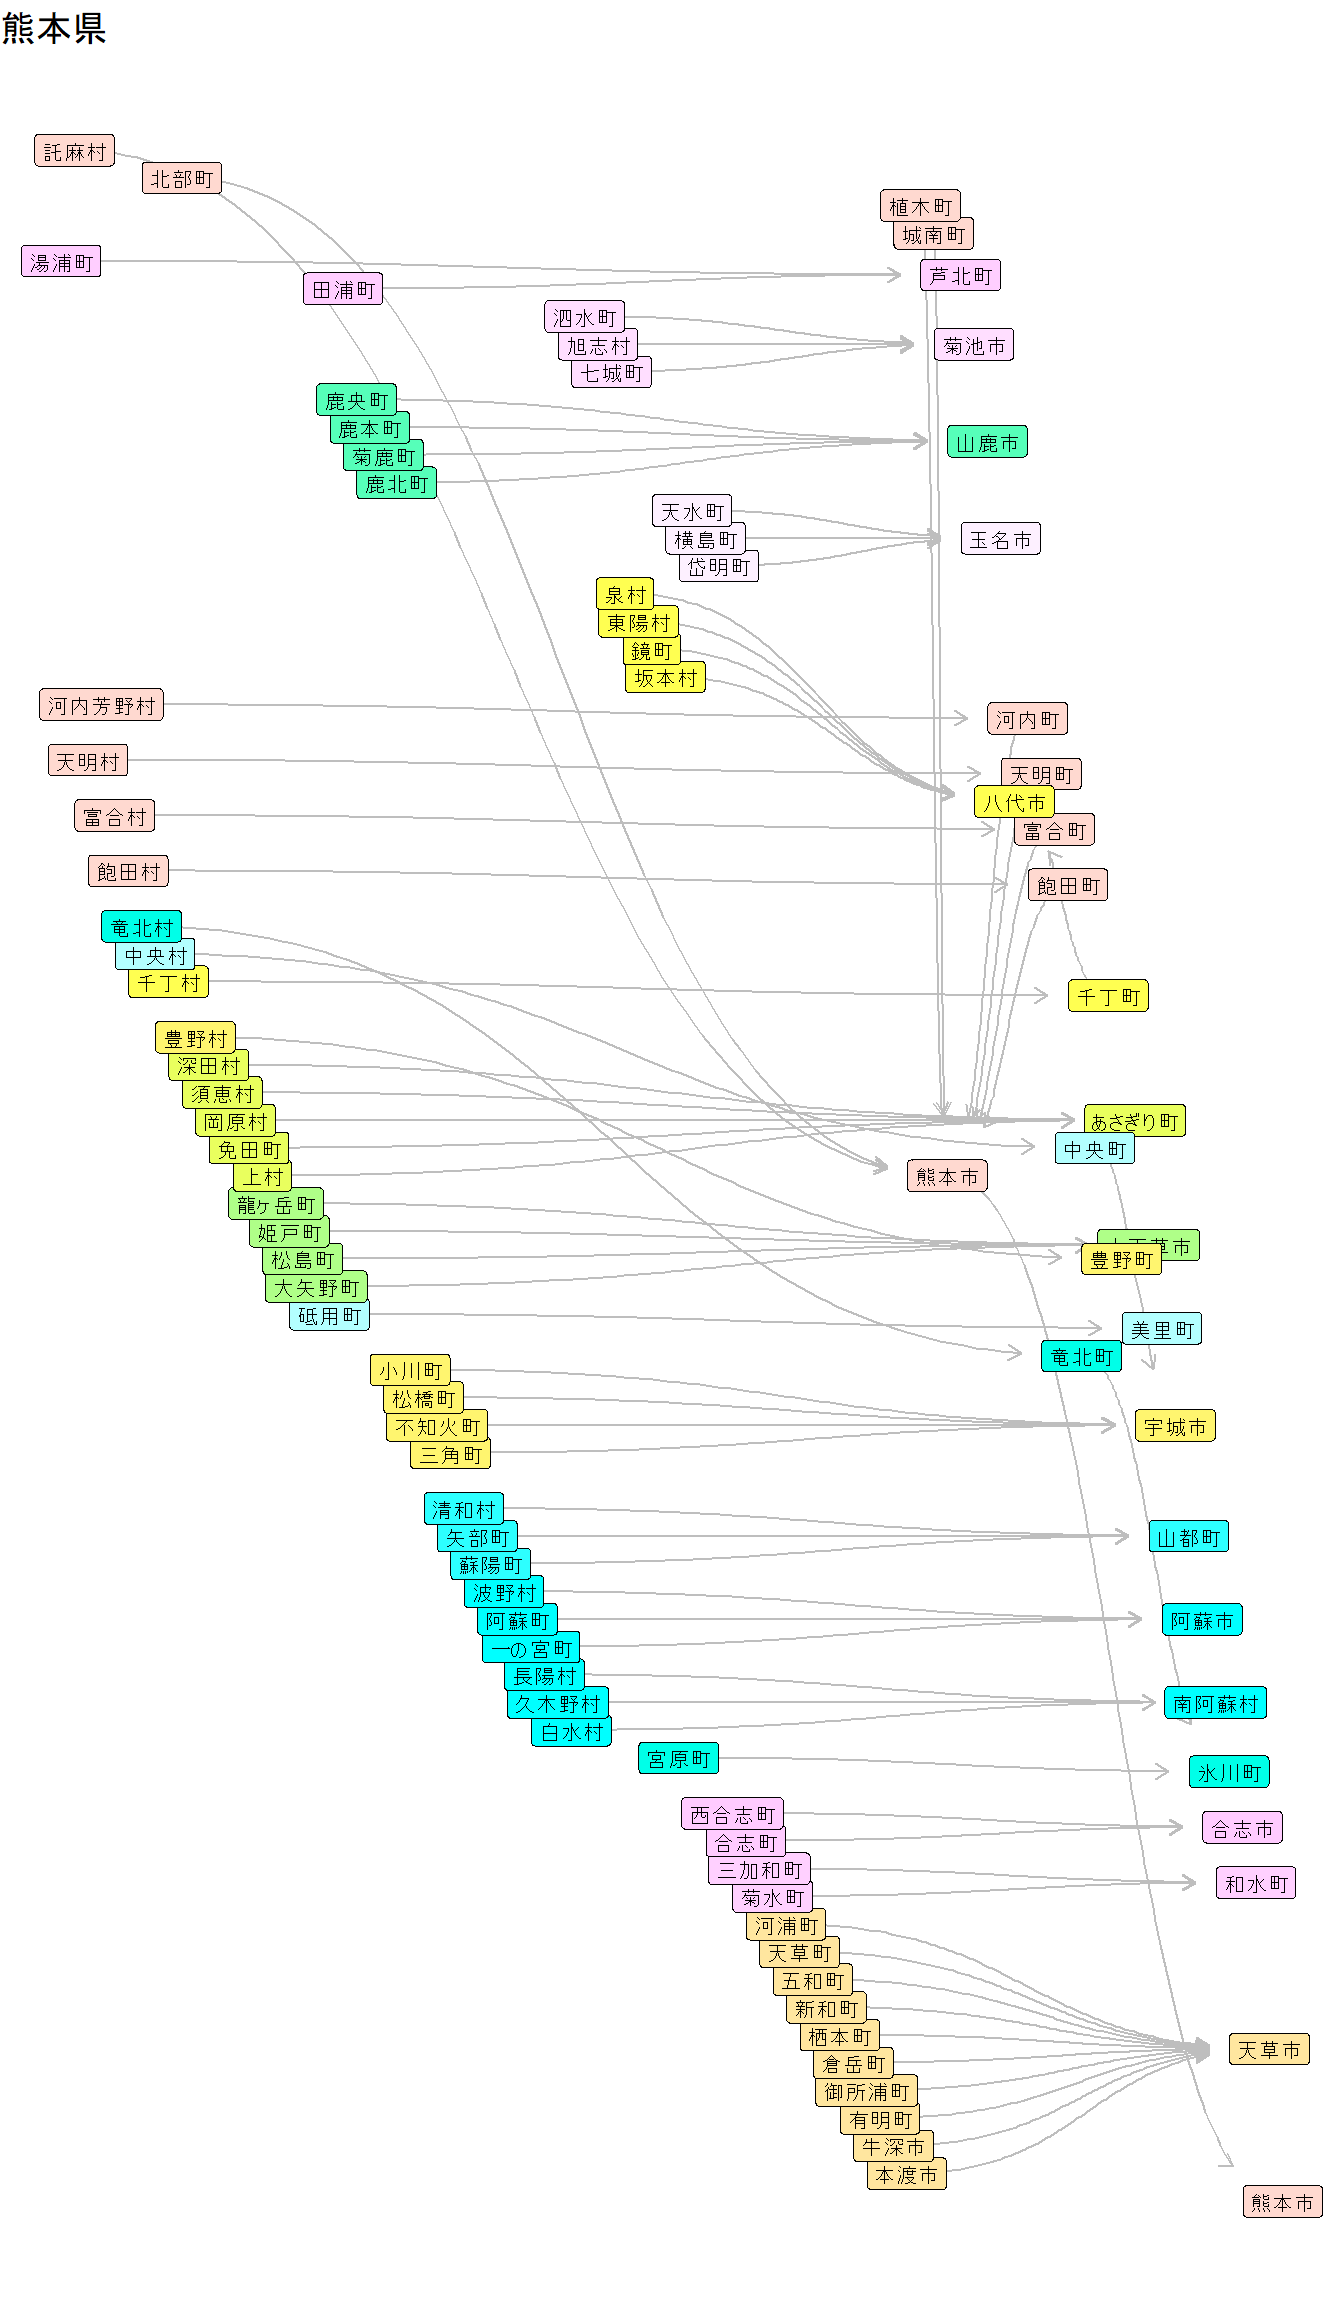 熊本県
託麻村
北部町
植木町
城南町
湯浦町
芦北町
田浦町
泗水町
旭志村
菊池市
七城町
鹿央町
鹿本町
山鹿市
菊鹿町
鹿北町
天水町
横島町
玉名市
岱明町
泉村
東陽村
鏡町
坂本村
河内芳野村
河内町
天明村
天明町
八代市
富合村
富合町
飽田村
飽田町
竜北村
中央村
千丁村
千丁町
豊野村
深田村
須恵村
岡原村
あさぎり町
免田町
中央町
上村
熊本市
龍ヶ岳町
姫戸町
松島町
豊野町
大矢野町
砥用町
美里町
竜北町
小川町
松橋町
不知火町
宇城市
三角町
清和村
矢部町
山都町
蘇陽町
波野村
阿蘇町
阿蘇市
一の宮町
長陽村
久木野村
南阿蘇村
白水村
宮原町
氷川町
西合志町
合志市
合志町
三加和町
和水町
菊水町
河浦町
天草町
五和町
新和町
栖本町
天草市
倉岳町
御所浦町
有明町
牛深市
本渡市
熊本市